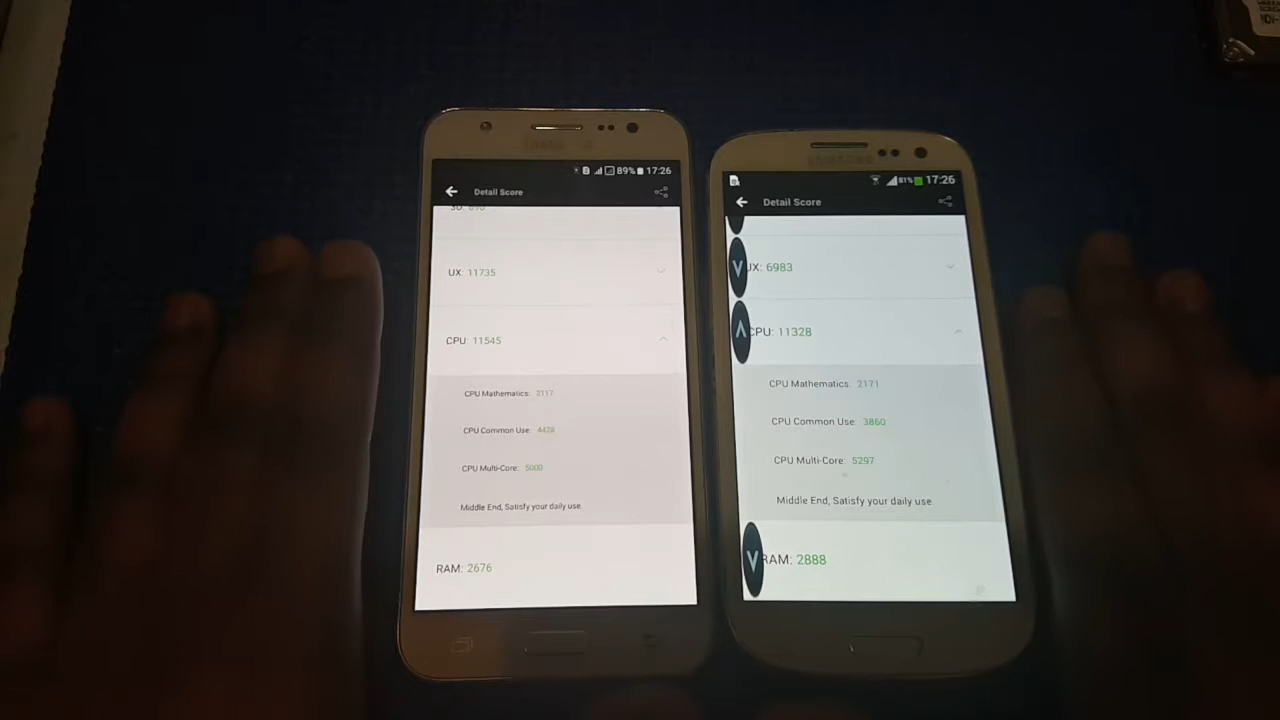 89% 17:26
Detail Score
UX: 11735
CPU: 11545
CPU Mathematics: 2117
CPU Common Use: 4428
CPU Multi-Core: 5000
Middle End, Satisfy your daily use.
RAM: 2676
SAMSUNG
81% 17:26
Detail Score
UX: 6983
CPU: 11328
CPU Mathematics: 2171
CPU Common Use: 3860
CPU Multi-Core: 5297
Middle End, Satisfy your daily use.
RAM: 2888